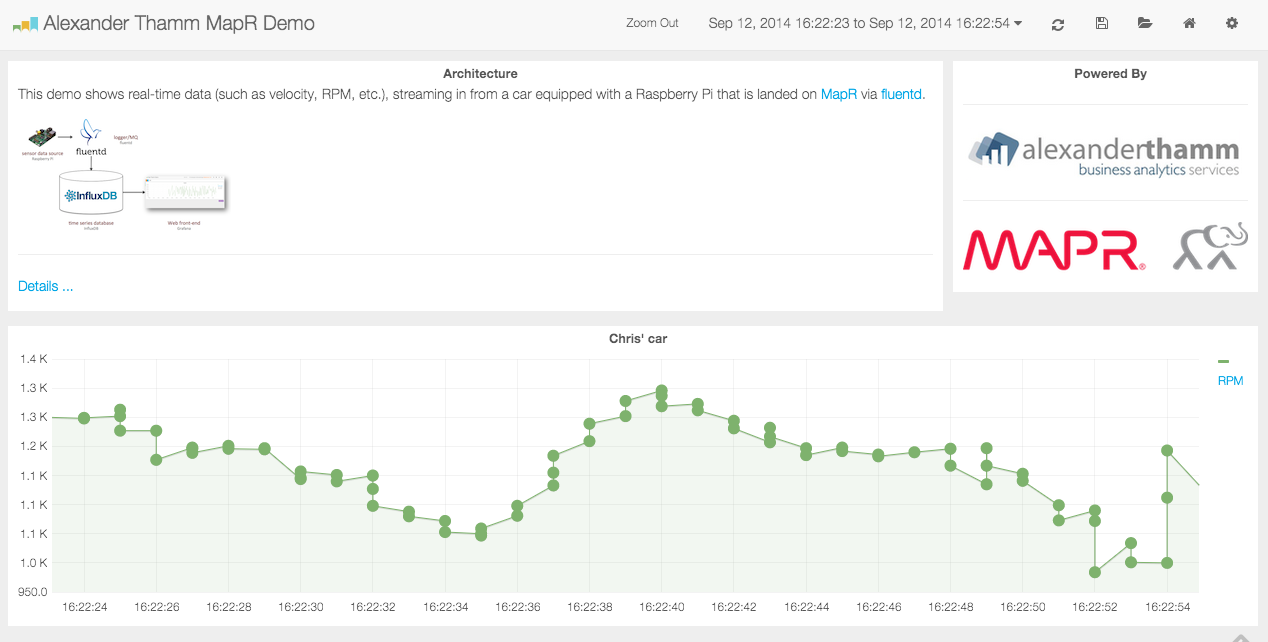 Alexander Thamm MapR Demo
Zoom Out
Sep 12, 2014 16:22:23 to Sep 12, 2014 16:22:54
Architecture
This demo shows real-time data (such as velocity, RPM, etc.), streaming in from a car equipped with a Raspberry Pi that is landed on MapR via fluentd.
sensor data source
Raspberry Pi
fluentd
logger/MQ
fluentd
InfluxDB
time series database
InfluxDB
Web front-end
Grafana
Details ...
Powered By
alexanderthamm
business analytics services
MAPR®
Chris' car
1.4 K
1.3 K
1.3 K
1.2 K
1.1 K
1.1 K
1.1 K
1.0 K
950.0
16:22:24 16:22:26 16:22:28 16:22:30 16:22:32 16:22:34 16:22:36 16:22:38 16:22:40 16:22:42 16:22:44 16:22:46 16:22:48 16:22:50 16:22:52 16:22:54
RPM